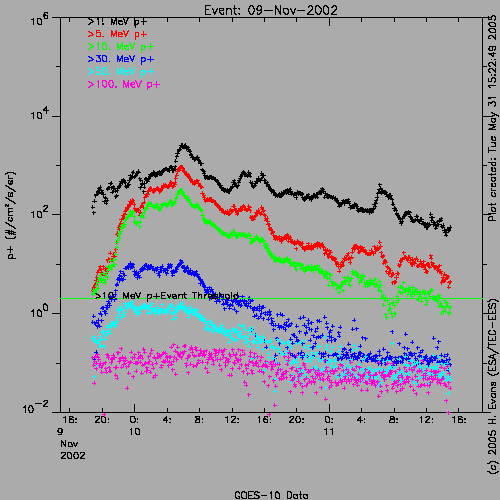 Event: 09-Nov-2002
>1. MeV p+
>5. MeV p+
>10. MeV p+
>30. MeV p+
>50. MeV p+
>100. MeV p+
p+ (#/cm²/s/sr)
10⁶
10⁴
10²
10⁰
10⁻²
>10. MeV p+Event Threshold
16: 20: 0: 4: 8: 12: 16: 20: 0: 4: 8: 12: 16:
9 10 11
Nov
2002
GOES-10 Data
Plot created: Tue May 31 15:22:49 2005
(c) 2005 H. Evans (ESA/TEC-EES)